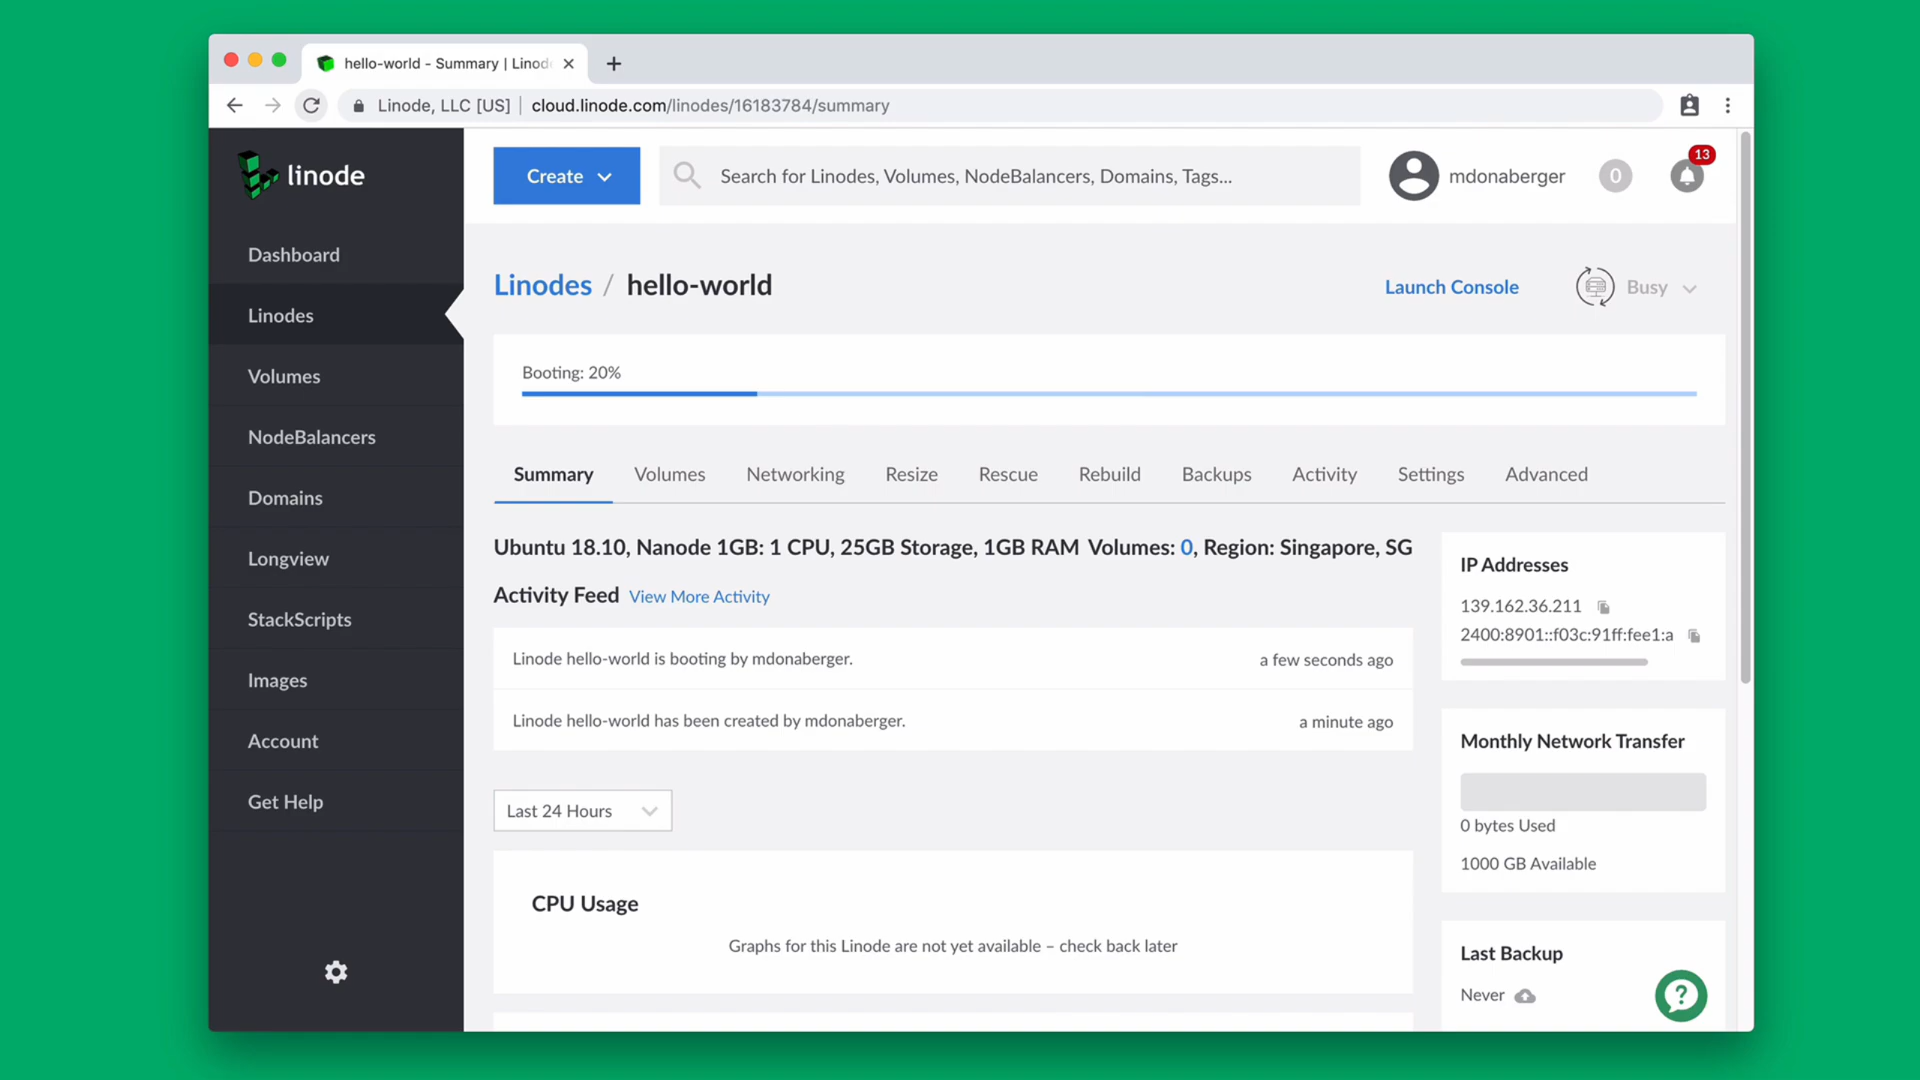 hello-world - Summary | Linod
Linode, LLC [US] | cloud.linode.com/linodes/16183784/summary
linode
Create
Search for Linodes, Volumes, NodeBalancers, Domains, Tags...
mdonaberger
0
13
Dashboard
Linodes
Volumes
NodeBalancers
Domains
Longview
StackScripts
Images
Account
Get Help
Linodes / hello-world
Launch Console
Busy
Booting: 20%
Summary Volumes Networking Resize Rescue Rebuild Backups Activity Settings Advanced
Ubuntu 18.10, Nanode 1GB: 1 CPU, 25GB Storage, 1GB RAM Volumes: 0, Region: Singapore, SG
Activity Feed View More Activity
Linode hello-world is booting by mdonaberger. a few seconds ago
Linode hello-world has been created by mdonaberger. a minute ago
Last 24 Hours
CPU Usage
Graphs for this Linode are not yet available – check back later
IP Addresses
139.162.36.211
2400:8901::f03c:91ff:fee1:a
Monthly Network Transfer
0 bytes Used
1000 GB Available
Last Backup
Never
?